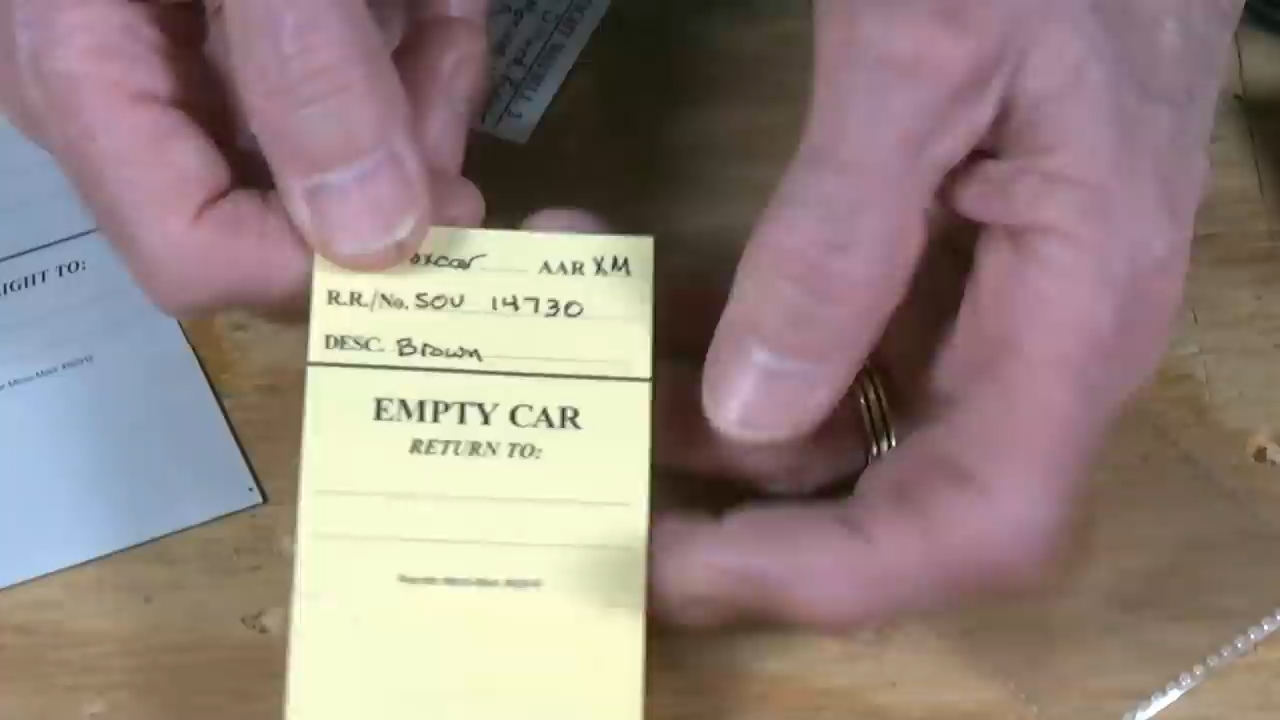 oxcar AAR XM
R.R./No. SOU 14730
DESC. Brown
EMPTY CAR
RETURN TO:
IGHT TO: